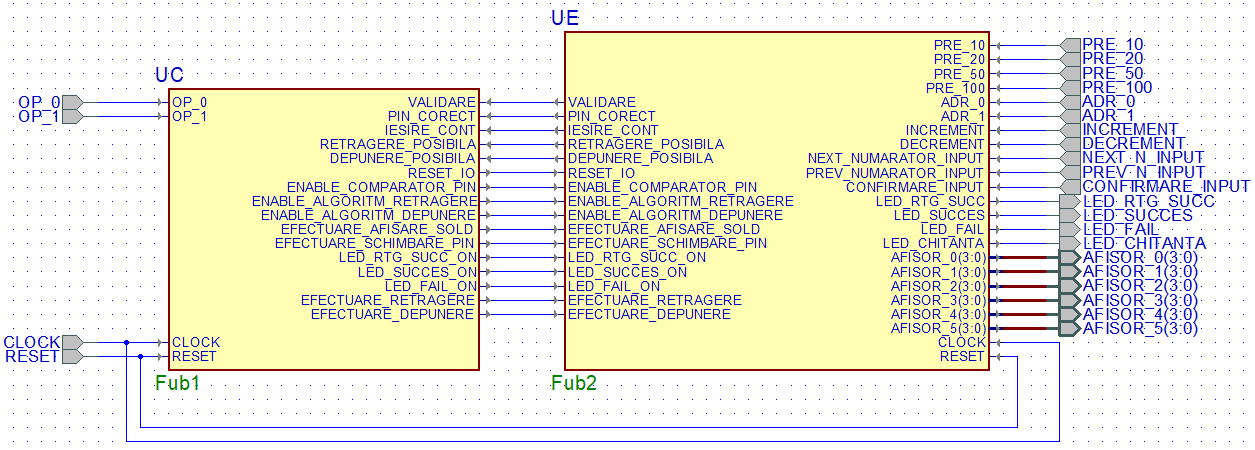 UE
UC
OP_0
OP_1
OP_0
OP_1
VALIDARE
PIN_CORECT
IESIRE_CONT
RETRAGERE_POSIBILA
DEPUNERE_POSIBILA
RESET_IO
ENABLE_COMPARATOR_PIN
ENABLE_ALGORITM_RETRAGERE
ENABLE_ALGORITM_DEPUNERE
EFECTUARE_AFISARE_SOLD
EFECTUARE_SCHIMBARE_PIN
LED_RTG_SUCC_ON
LED_SUCCES_ON
LED_FAIL_ON
EFECTUARE_RETRAGERE
EFECTUARE_DEPUNERE
CLOCK
RESET
CLOCK
RESET
Fub1
VALIDARE
PIN_CORECT
IESIRE_CONT
RETRAGERE_POSIBILA
DEPUNERE_POSIBILA
RESET_IO
ENABLE_COMPARATOR_PIN
ENABLE_ALGORITM_RETRAGERE
ENABLE_ALGORITM_DEPUNERE
EFECTUARE_AFISARE_SOLD
EFECTUARE_SCHIMBARE_PIN
LED_RTG_SUCC_ON
LED_SUCCES_ON
LED_FAIL_ON
EFECTUARE_RETRAGERE
EFECTUARE_DEPUNERE
PRE_10
PRE_20
PRE_50
PRE_100
ADR_0
ADR_1
INCREMENT
DECREMENT
NEXT_NUMARATOR_INPUT
PREV_NUMARATOR_INPUT
CONFIRMARE_INPUT
LED_RTG_SUCC
LED_SUCCES
LED_FAIL
LED_CHITANTA
AFISOR_0(3:0)
AFISOR_1(3:0)
AFISOR_2(3:0)
AFISOR_3(3:0)
AFISOR_4(3:0)
AFISOR_5(3:0)
CLOCK
RESET
Fub2
PRE_10
PRE_20
PRE_50
PRE_100
ADR_0
ADR_1
INCREMENT
DECREMENT
NEXT_N_INPUT
PREV_N_INPUT
CONFIRMARE_INPUT
LED_RTG_SUCC
LED_SUCCES
LED_FAIL
LED_CHITANTA
AFISOR_0(3:0)
AFISOR_1(3:0)
AFISOR_2(3:0)
AFISOR_3(3:0)
AFISOR_4(3:0)
AFISOR_5(3:0)